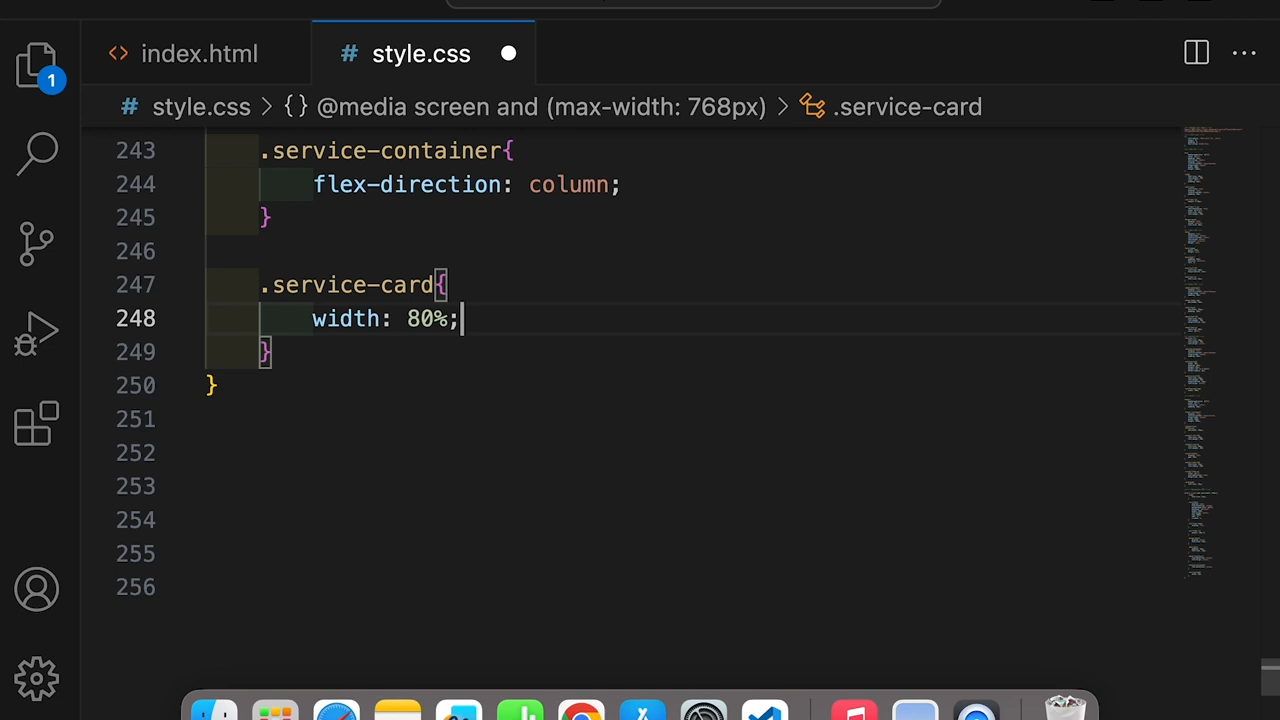 index.html
# style.css
1
# style.css > {} @media screen and (max-width: 768px) > .service-card
243 .service-container{
244 flex-direction: column;
245 }
246
247 .service-card{
248 width: 80%;
249 }
250 }
251
252
253
254
255
256